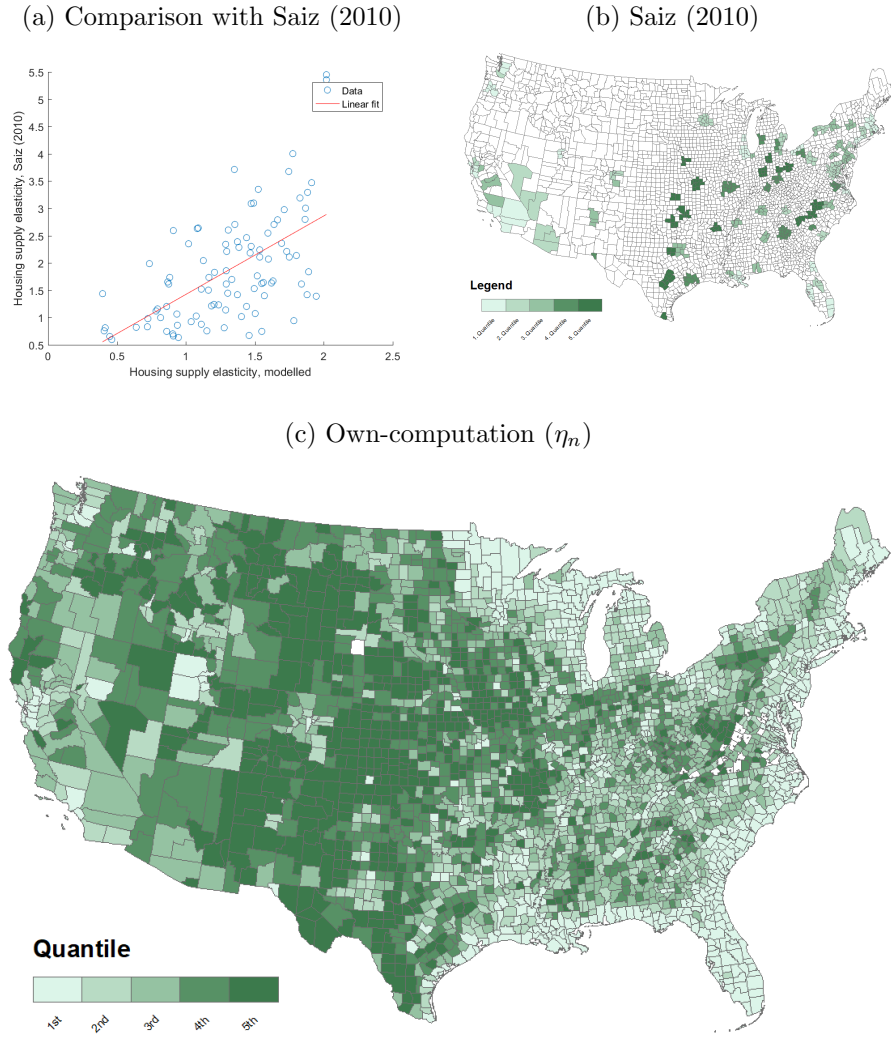 (a) Comparison with Saiz (2010)
(b) Saiz (2010)
5.5
5
4.5
4
3.5
3
2.5
2
1.5
1
0.5
Housing supply elasticity, Saiz (2010)
Data
Linear fit
0
0.5
1
1.5
2
2.5
Housing supply elasticity, modelled
Legend
1. Quantile
2. Quantile
3. Quantile
4. Quantile
5. Quantile
(c) Own-computation (ηn)
Quantile
1st
2nd
3rd
4th
5th